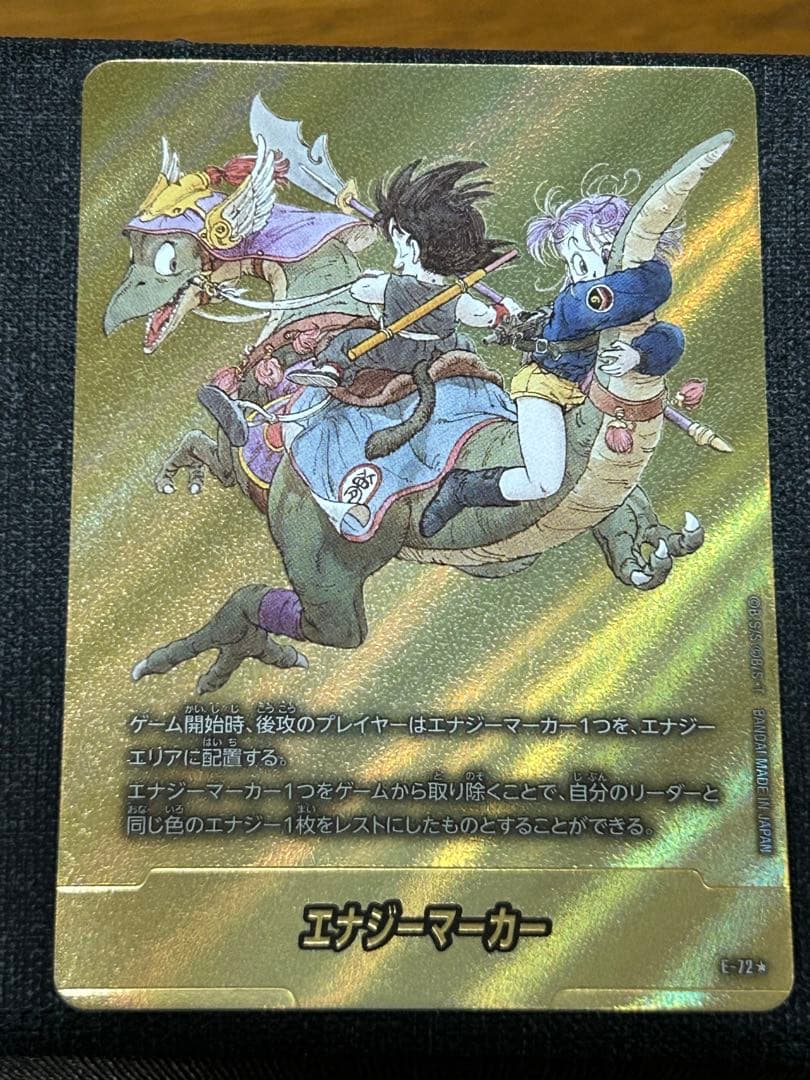 ゲーム開始時、後攻のプレイヤーはエナジーマーカー1つを、エナジー
エリアに配置する。
エナジーマーカー1つをゲームから取り除くことで、自分のリーダーと
同じ色のエナジー1枚をレストにしたものとすることができる。
エナジーマーカー
E-72★
©B/S/S ©B/S･T BANDAI MADE IN JAPAN